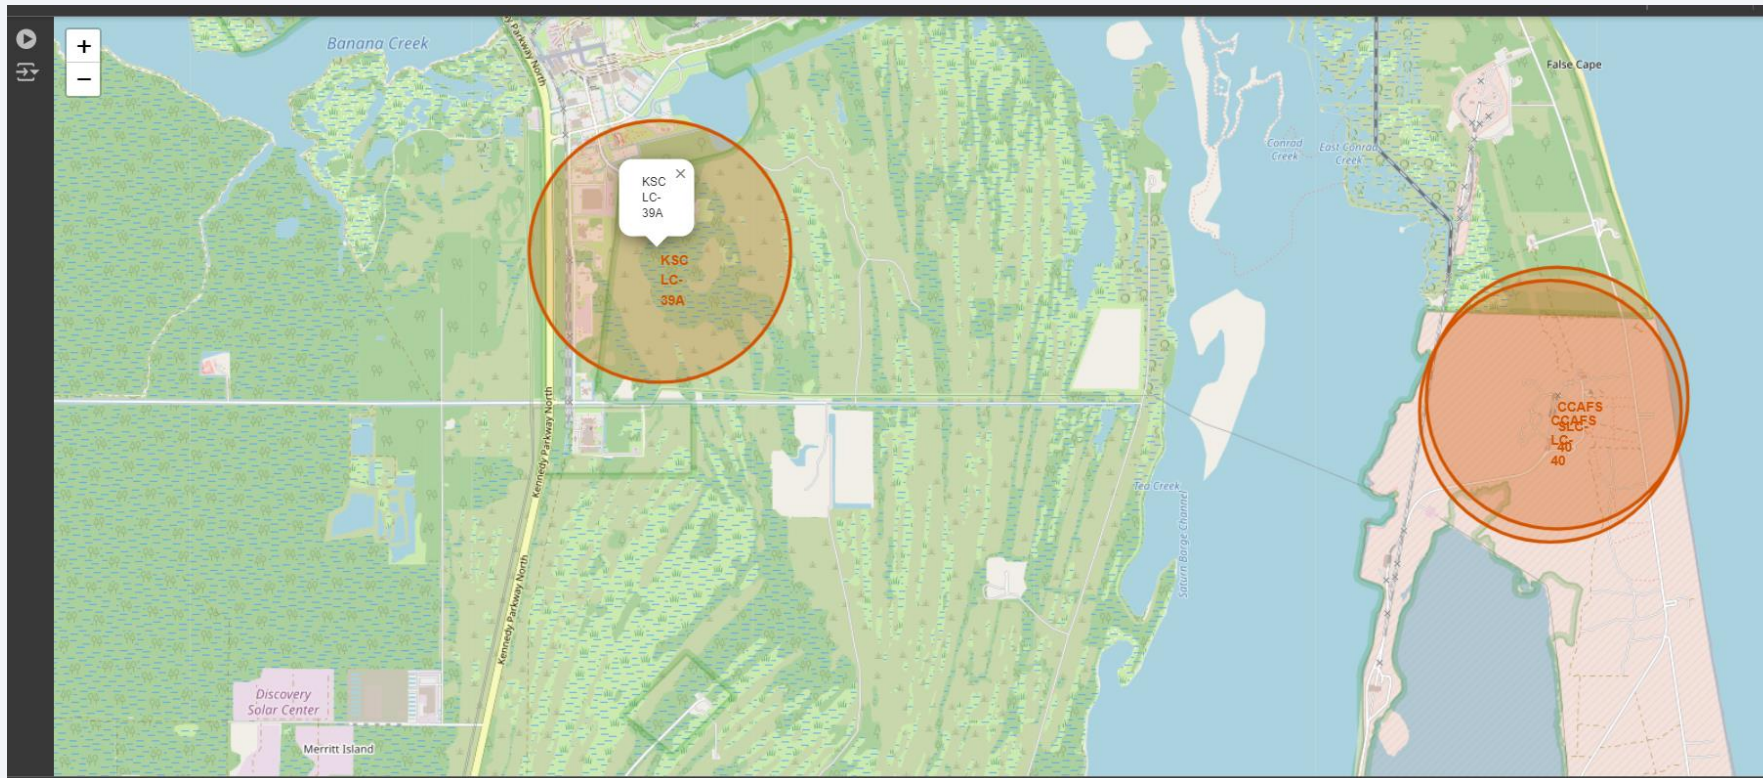 +
−
Banana Creek
Kennedy Parkway North
False Cape
Conrad
Creek
East Conrad
Creek
KSC
LC-
39A
×
KSC
LC-
39A
CCAFS
SLC-
40
CCAFS
LC-
40
Kennedy Parkway North
Tea Creek
Saturn Barge Channel
Kennedy Parkway North
Discovery
Solar Center
Merritt Island